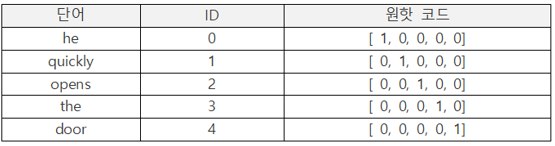 단어 ID 원핫 코드
he 0 [ 1, 0, 0, 0, 0]
quickly 1 [ 0, 1, 0, 0, 0]
opens 2 [ 0, 0, 1, 0, 0]
the 3 [ 0, 0, 0, 1, 0]
door 4 [ 0, 0, 0, 0, 1]